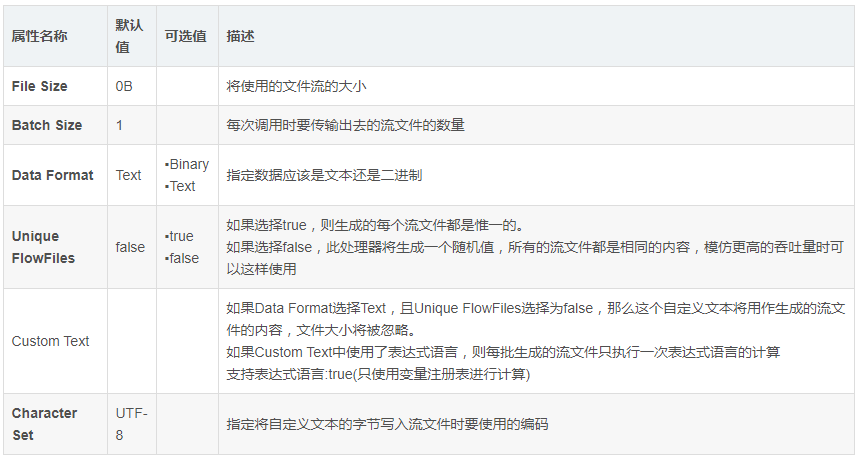 属性名称 默认值 可选值 描述
File Size 0B 将使用的文件流的大小
Batch Size 1 每次调用时要传输出去的流文件的数量
Data Format Text ▪Binary
▪Text 指定数据应该是文本还是二进制
Unique FlowFiles false ▪true
▪false 如果选择true，则生成的每个流文件都是惟一的。
如果选择false，此处理器将生成一个随机值，所有的流文件都是相同的内容，模仿更高的吞吐量时可
以这样使用
Custom Text 如果Data Format选择Text，且Unique FlowFiles选择为false，那么这个自定义文本将用作生成的流文
件的内容，文件大小将被忽略。
如果Custom Text中使用了表达式语言，则每批生成的流文件只执行一次表达式语言的计算
支持表达式语言:true(只使用变量注册表进行计算)
Character Set UTF-8 指定将自定义文本的字节写入流文件时要使用的编码